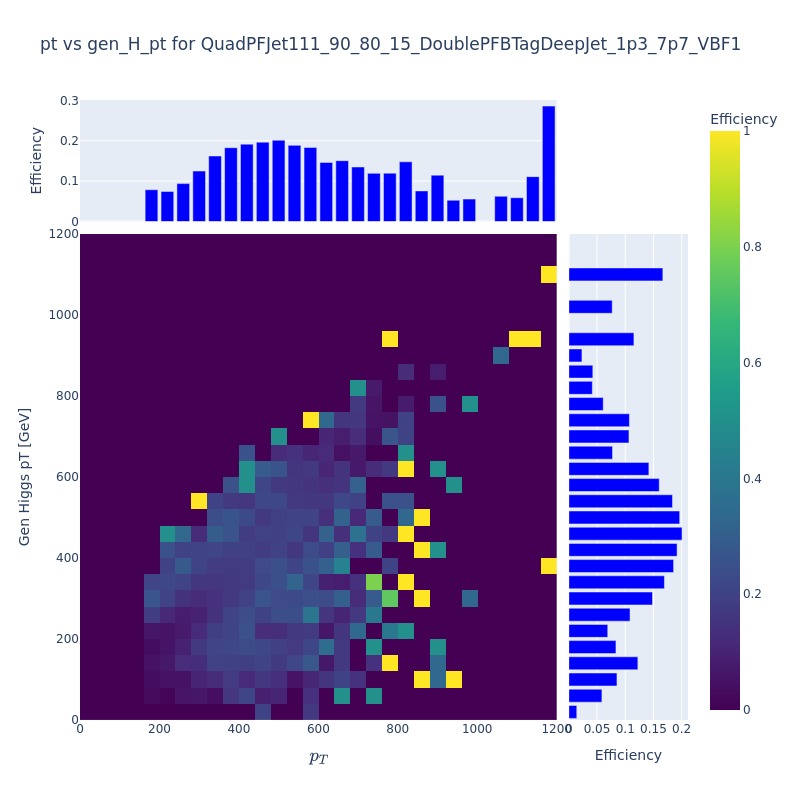 pt vs gen_H_pt for QuadPFJet111_90_80_15_DoublePFBTagDeepJet_1p3_7p7_VBF1
Efficiency
0.3
0.2
0.1
0
Efficiency
1
0.8
0.6
0.4
0.2
0
Gen Higgs pT [GeV]
1200
1000
800
600
400
200
0
0 200 400 600 800 1000 1200
p_T
0 0.05 0.1 0.15 0.2
Efficiency